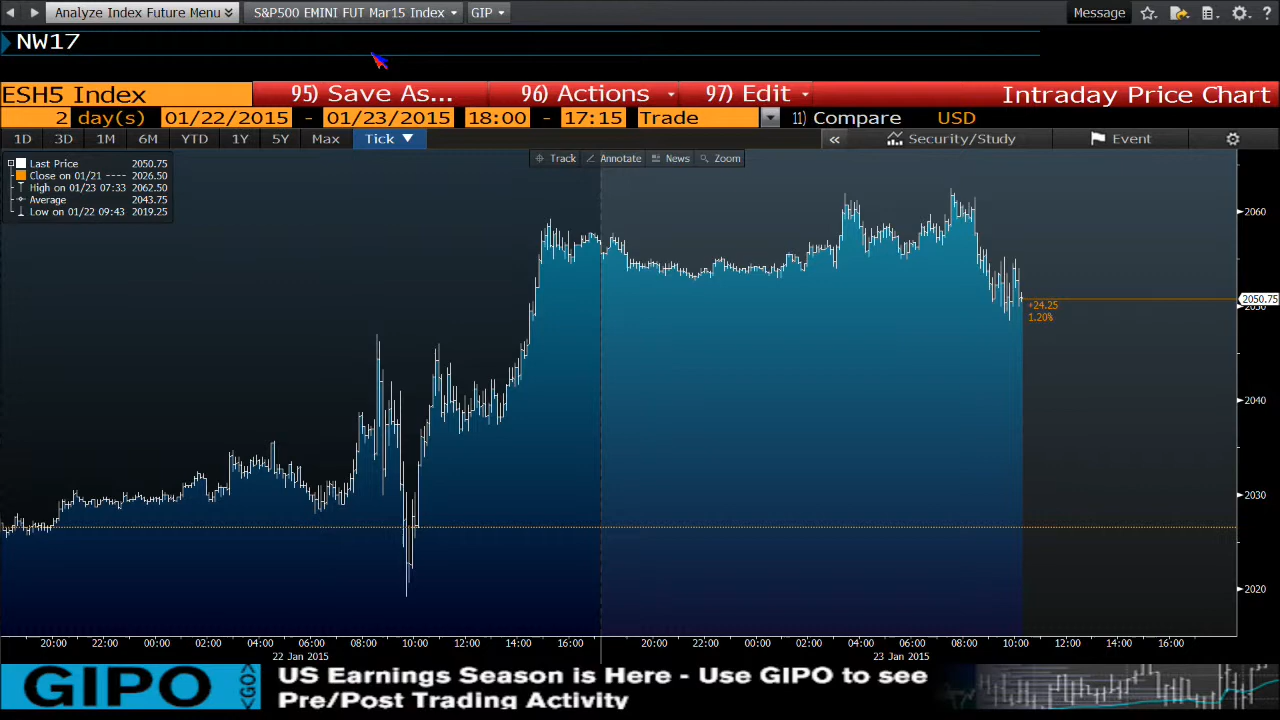 Analyze Index Future Menu
S&P500 EMINI FUT Mar15 Index
GIP
Message
?
NW17
ESH5 Index
95) Save As...
96) Actions
97) Edit
Intraday Price Chart
2 day(s)
01/22/2015 - 01/23/2015
18:00 - 17:15
Trade
11) Compare
USD
1D 3D 1M 6M YTD 1Y 5Y Max Tick
« Security/Study Event
Track Annotate News Zoom
Last Price 2050.75
Close on 01/21 ---- 2026.50
High on 01/23 07:33 2062.50
Average 2043.75
Low on 01/22 09:43 2019.25
2060
2050.75
2050
+24.25
1.20%
2040
2030
2020
20:00 22:00 00:00 02:00 04:00 06:00 08:00 10:00 12:00 14:00 16:00 20:00 22:00 00:00 02:00 04:00 06:00 08:00 10:00 12:00 14:00 16:00
22 Jan 2015 23 Jan 2015
GIPO <GO>
US Earnings Season is Here - Use GIPO to see
Pre/Post Trading Activity